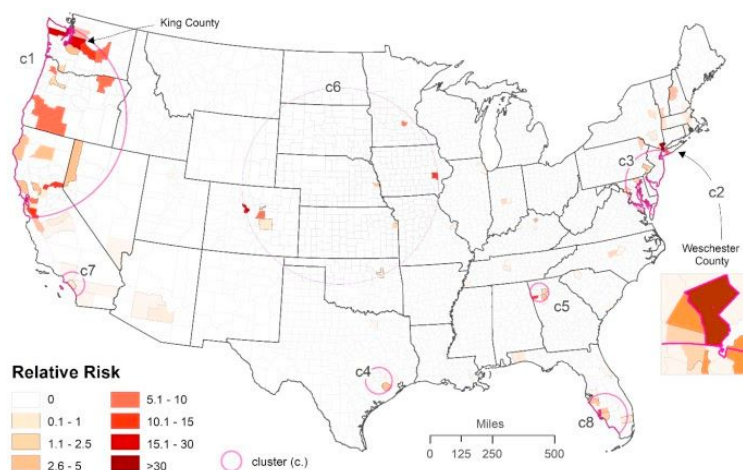 King County
c1
c6
c3
c2
Weschester
County
c7
c5
c4
c8
Relative Risk
0
0.1 - 1
1.1 - 2.5
2.6 - 5
5.1 - 10
10.1 - 15
15.1 - 30
>30
cluster (c.)
Miles
0 125 250 500